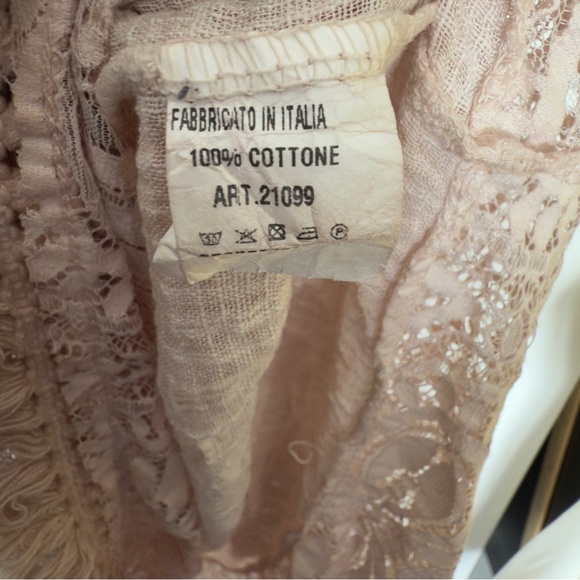 FABBRICATO IN ITALIA
100% COTTONE
ART.21099
P